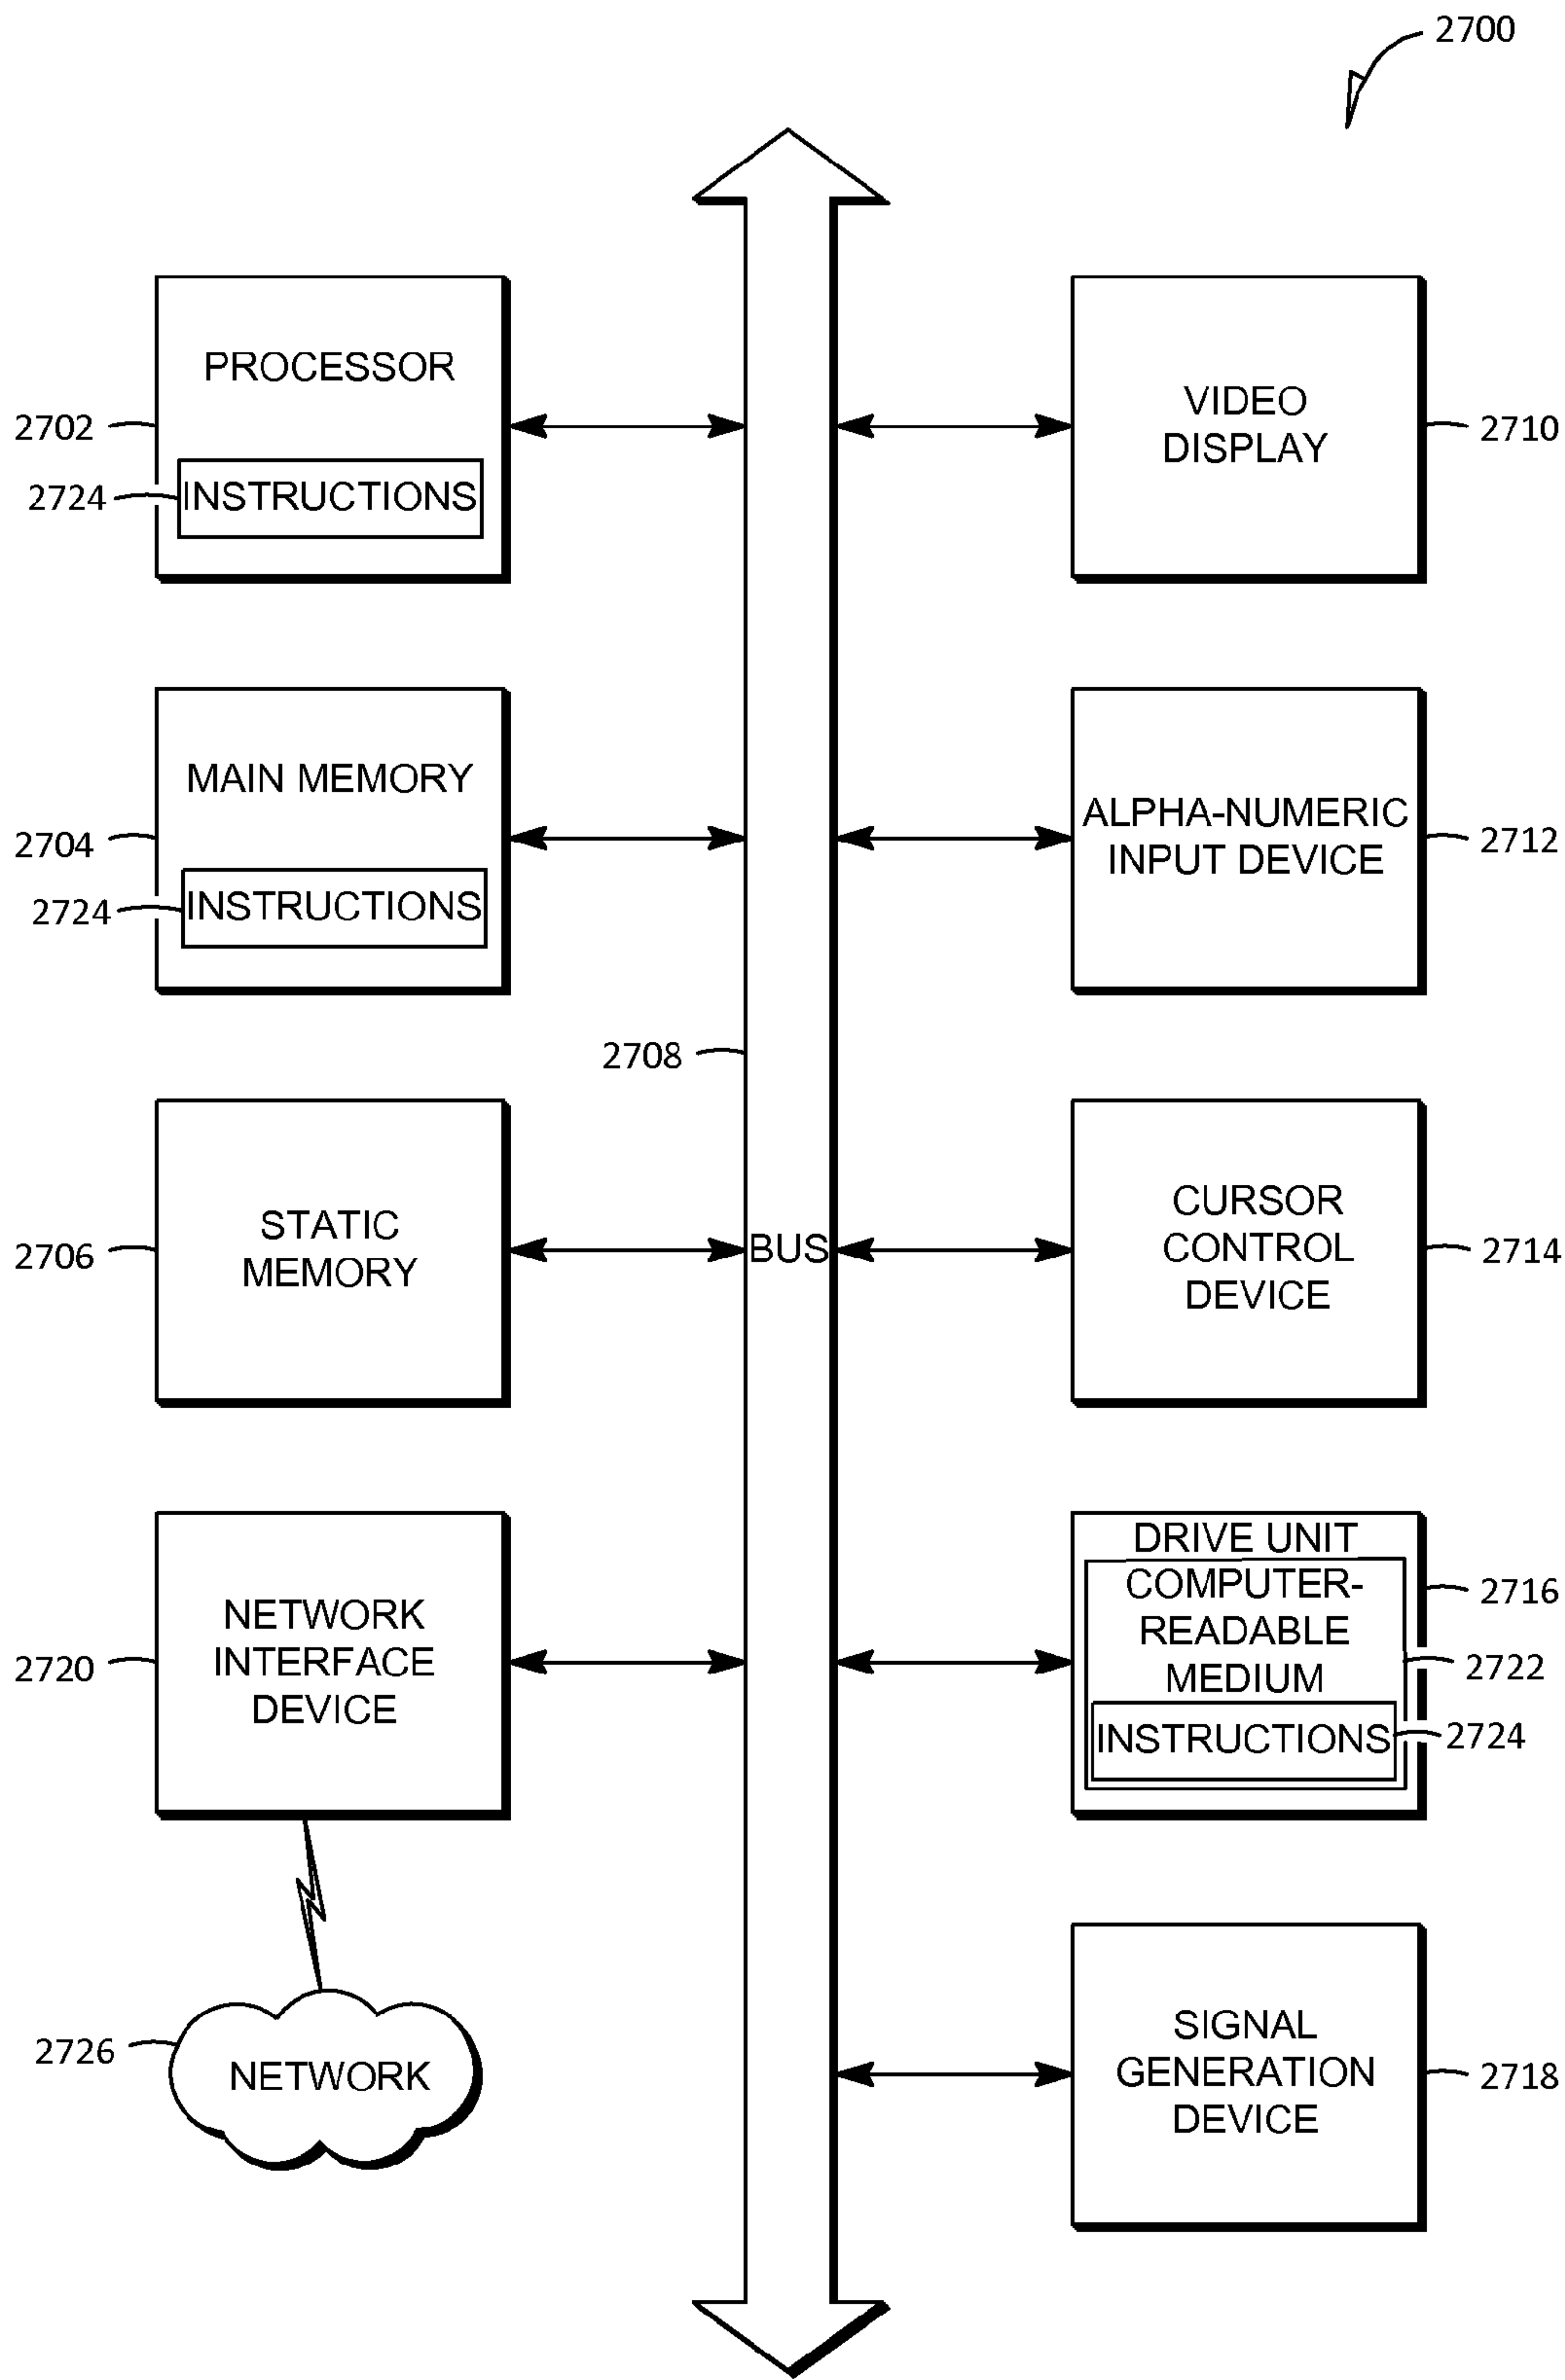 2700
PROCESSOR
2702
2724
INSTRUCTIONS
VIDEO
DISPLAY
2710
MAIN MEMORY
2704
2724
INSTRUCTIONS
ALPHA-NUMERIC
INPUT DEVICE
2712
2708
STATIC
MEMORY
2706
BUS
CURSOR
CONTROL
DEVICE
2714
NETWORK
INTERFACE
DEVICE
2720
DRIVE UNIT
COMPUTER-
READABLE
MEDIUM
2716
2722
INSTRUCTIONS
2724
2726
NETWORK
SIGNAL
GENERATION
DEVICE
2718